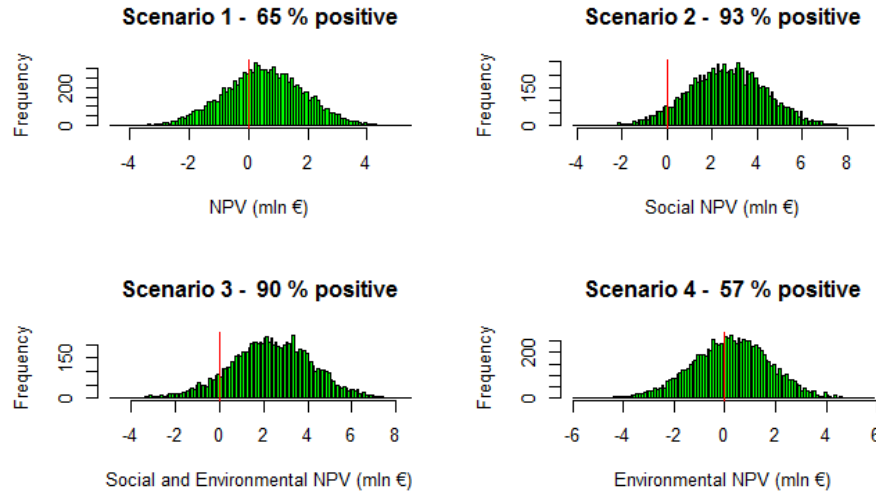 Scenario 1 - 65 % positive
Frequency
0 200
-4 -2 0 2 4
NPV (mln €)
Scenario 2 - 93 % positive
Frequency
0 150
-4 -2 0 2 4 6 8
Social NPV (mln €)
Scenario 3 - 90 % positive
Frequency
0 150
-4 -2 0 2 4 6 8
Social and Environmental NPV (mln €)
Scenario 4 - 57 % positive
Frequency
0 200
-6 -4 -2 0 2 4 6
Environmental NPV (mln €)